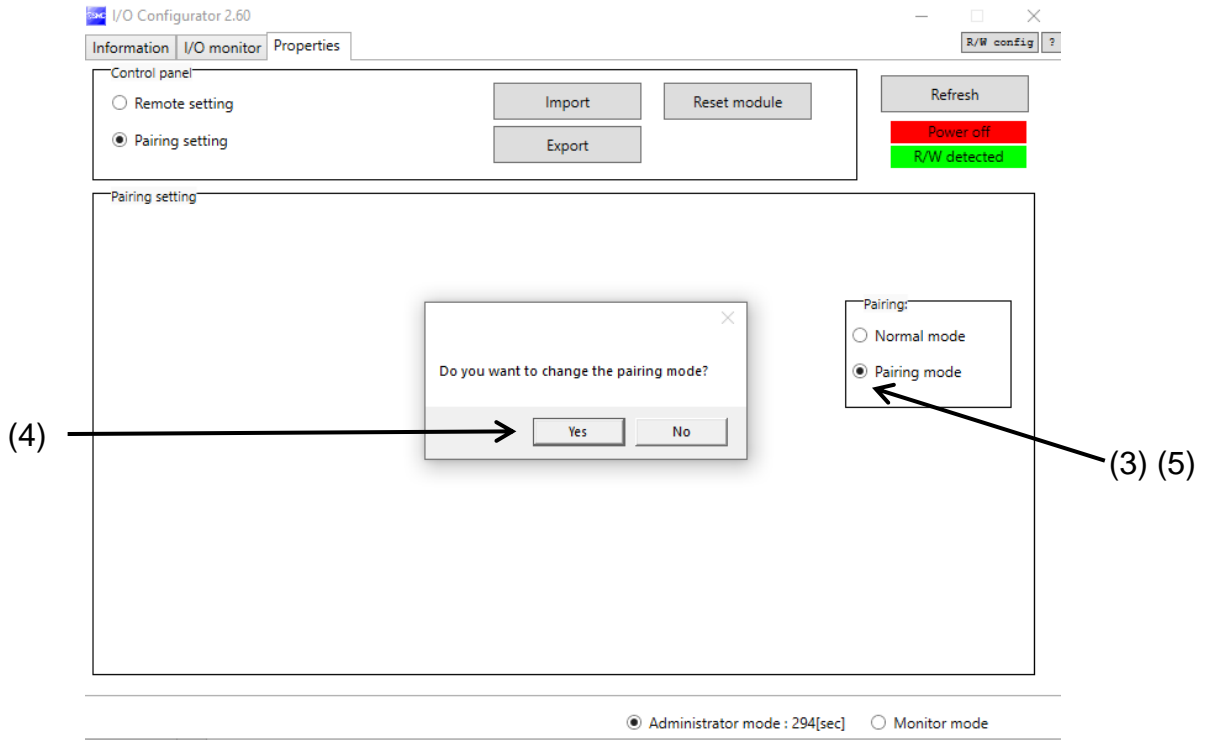 SMC I/O Configurator 2.60
Information I/O monitor Properties R/W config ?
Control panel
Remote setting Import Reset module Refresh
Pairing setting Export Power off
R/W detected
Pairing setting
Pairing:
Normal mode
Do you want to change the pairing mode? Pairing mode
(4) Yes No
(3) (5)
Administrator mode : 294[sec] Monitor mode